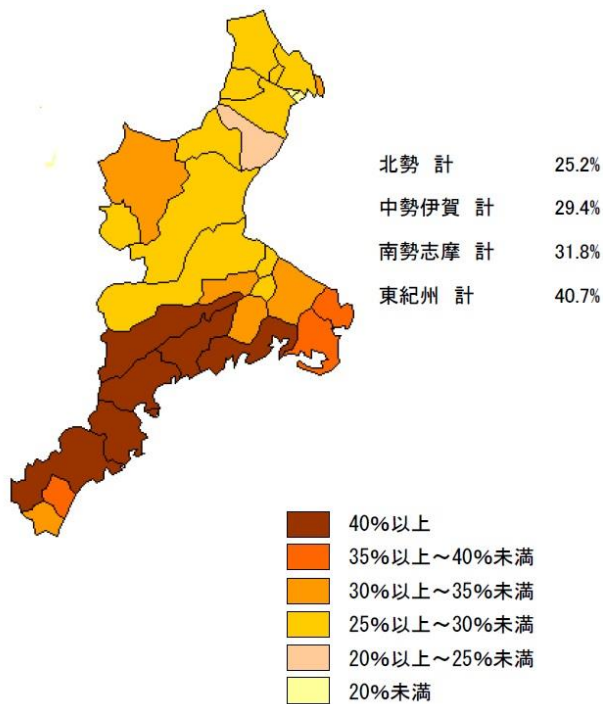 北勢 計 25.2%
中勢伊賀 計 29.4%
南勢志摩 計 31.8%
東紀州 計 40.7%
40%以上
35%以上～40%未満
30%以上～35%未満
25%以上～30%未満
20%以上～25%未満
20%未満